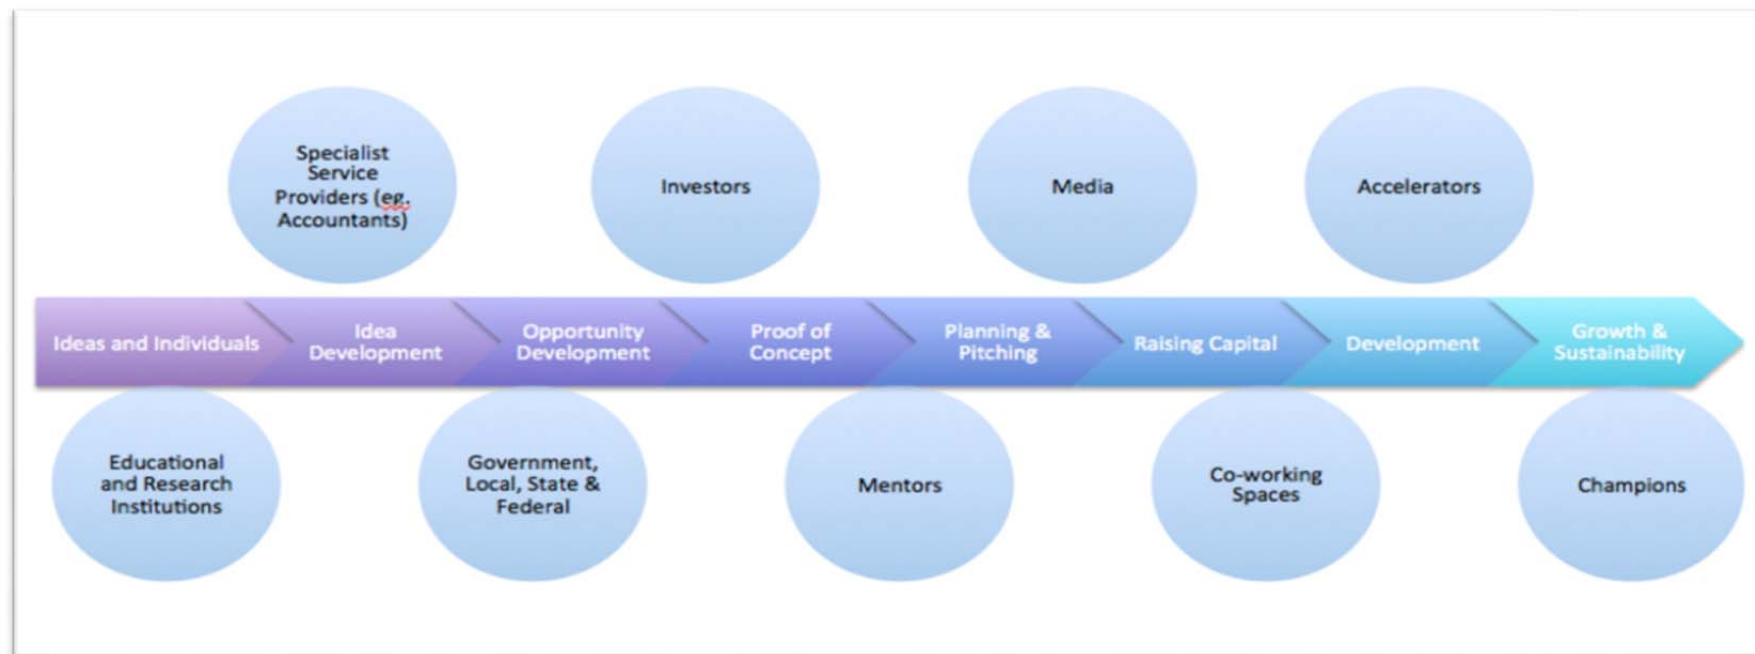 Specialist
Service
Providers (eg.
Accountants)
Investors
Media
Accelerators
Ideas and Individuals
Idea
Development
Opportunity
Development
Proof of
Concept
Planning &
Pitching
Raising Capital
Development
Growth &
Sustainability
Educational
and Research
Institutions
Government,
Local, State &
Federal
Mentors
Co-working
Spaces
Champions